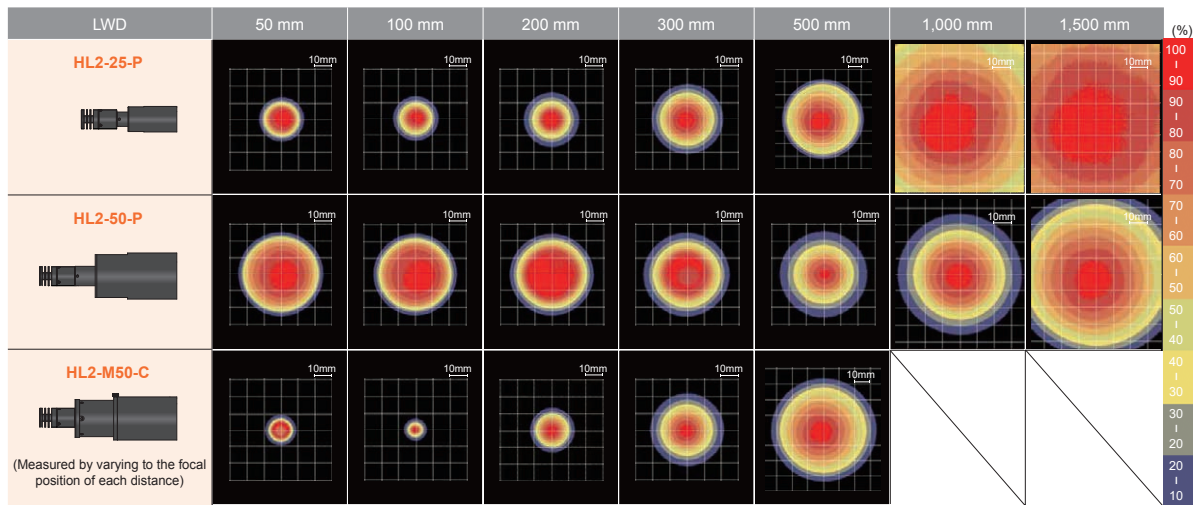 LWD 50 mm 100 mm 200 mm 300 mm 500 mm 1,000 mm 1,500 mm (%)
HL2-25-P
10mm 10mm 10mm 10mm 10mm 10mm 10mm
HL2-50-P
10mm 10mm 10mm 10mm 10mm 10mm 10mm
HL2-M50-C
10mm 10mm 10mm 10mm 10mm
(Measured by varying to the focal
position of each distance)
100
90
90
80
80
70
70
60
60
50
50
40
40
30
30
20
20
10